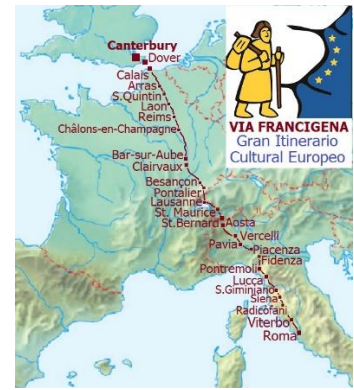 Canterbury
Dover
Calais
Arras
S.Quintin
Laon
Reims
Châlons-en-Champagne
Bar-sur-Aube
Clairvaux
Besançon
Pontalier
Lausanne
St. Maurice
St.Bernard
Aosta
Vercelli
Pavia
Piacenza
Fidenza
Pontremoli
Lucca
S.Giminiano
Siena
Radicofani
Viterbo
Roma
VIA FRANCIGENA
Gran Itinerario
Cultural Europeo